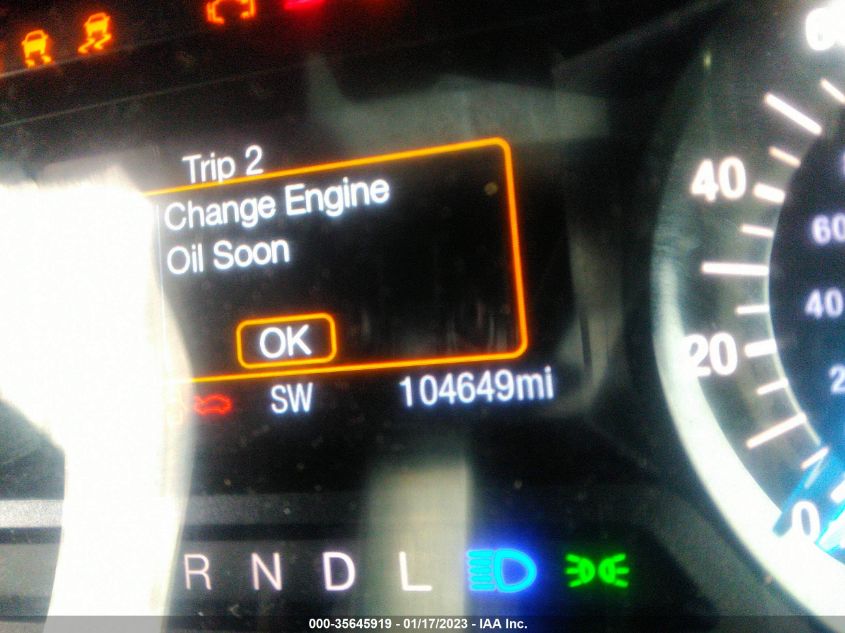 Trip 2
Change Engine
Oil Soon
OK
SW 104649mi
40
20
0
60
40
R N D L
000-35645919 - 01/17/2023 - IAA Inc.